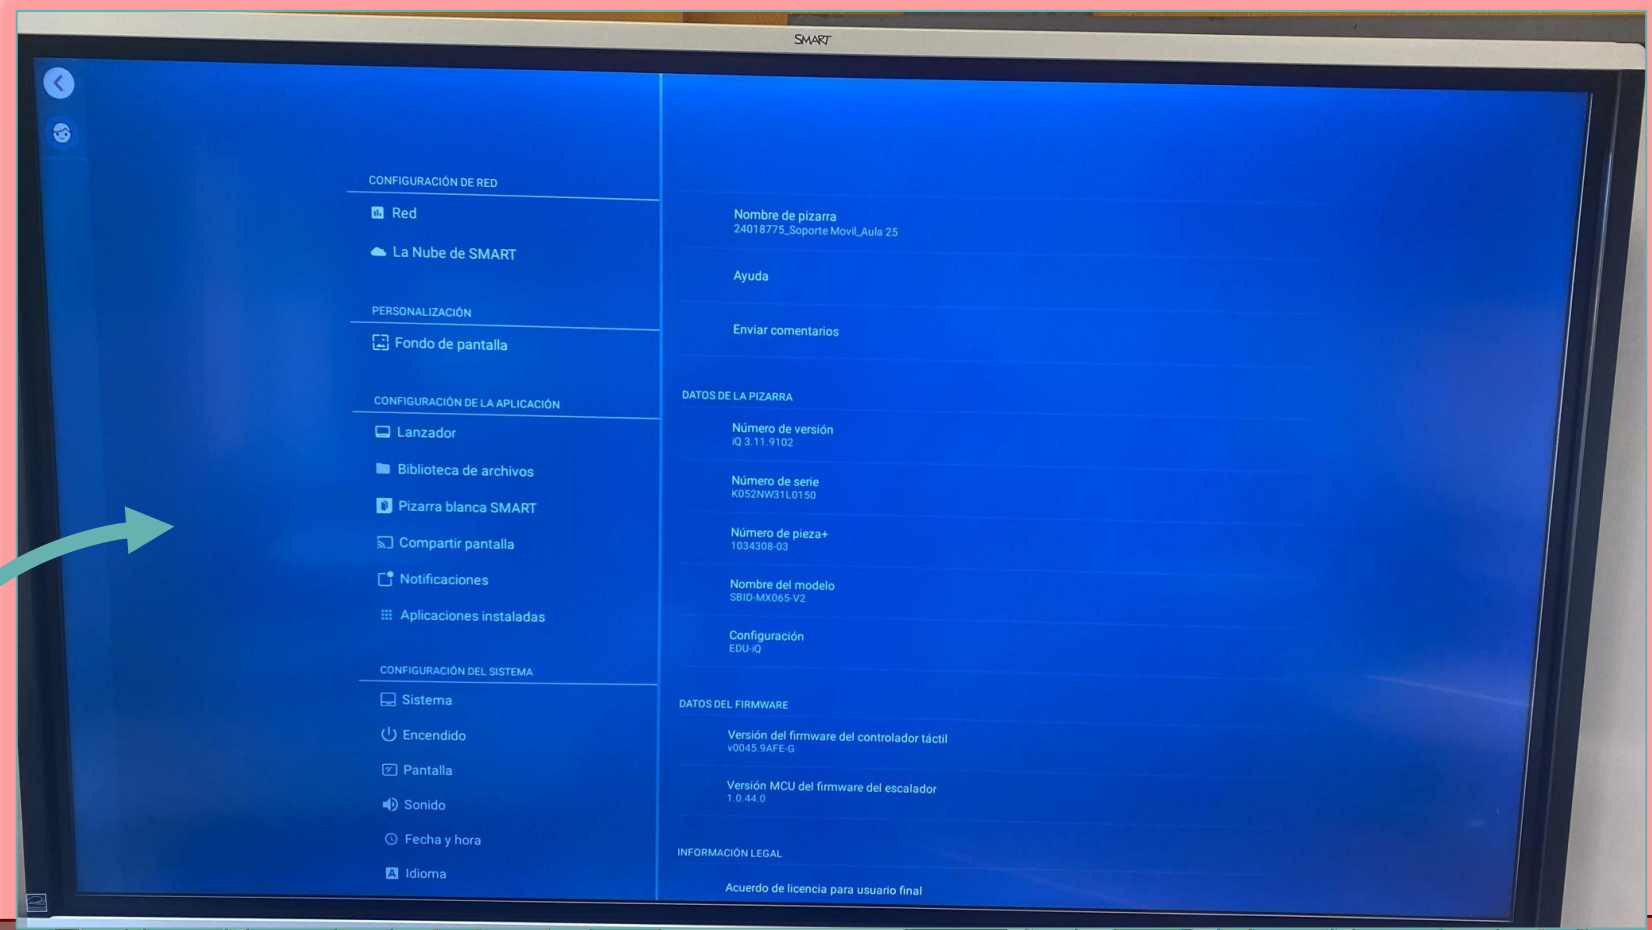 SMART
CONFIGURACIÓN DE RED
Red
La Nube de SMART
PERSONALIZACIÓN
Fondo de pantalla
CONFIGURACIÓN DE LA APLICACIÓN
Lanzador
Biblioteca de archivos
Pizarra blanca SMART
Compartir pantalla
Notificaciones
Aplicaciones instaladas
CONFIGURACIÓN DEL SISTEMA
Sistema
Encendido
Pantalla
Sonido
Fecha y hora
Idioma
Nombre de pizarra
24018775_Soporte Movil_Aula 25
Ayuda
Enviar comentarios
DATOS DE LA PIZARRA
Número de versión
iQ 3.11.9102
Número de serie
K052NW31L0150
Número de pieza+
1034308-03
Nombre del modelo
SBID-MX065-V2
Configuración
EDU-iQ
DATOS DEL FIRMWARE
Versión del firmware del controlador táctil
v0045.9AFE-G
Versión MCU del firmware del escalador
1.0.44.0
INFORMACIÓN LEGAL
Acuerdo de licencia para usuario final